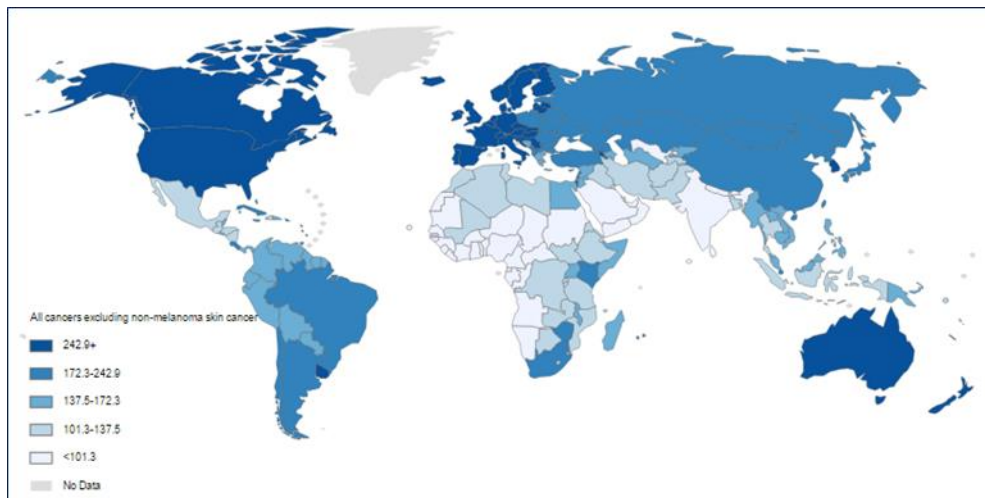 All cancers excluding non-melanoma skin cancer
242.9+
172.3-242.9
137.5-172.3
101.3-137.5
<101.3
No Data